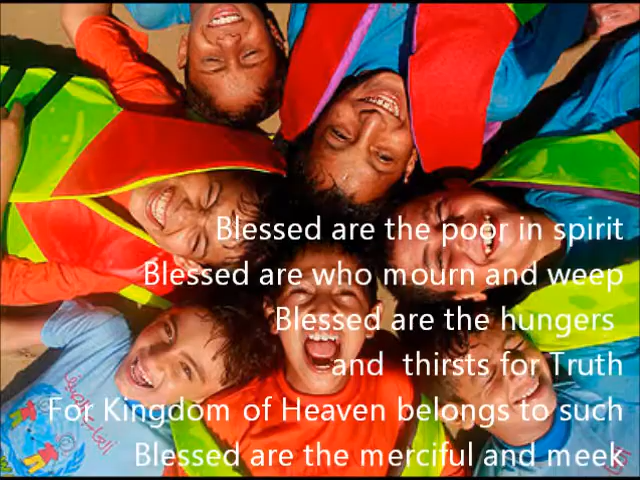 Blessed are the poor in spirit
Blessed are who mourn and weep
Blessed are the hungers
and thirsts for Truth
For Kingdom of Heaven belongs to such
Blessed are the merciful and meek